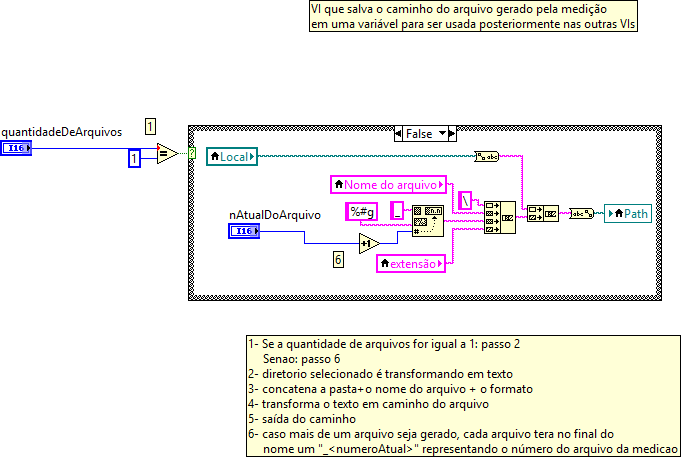 VI que salva o caminho do arquivo gerado pela medição
em uma variável para ser usada posteriormente nas outras VIs
quantidadeDeArquivos
1
False
I16
1
=
?
Local
abc
Nome do arquivo
\
%#g
_
n.n
nAtualDoArquivo
#
abc
Path
I16
+1
6
extensão
1- Se a quantidade de arquivos for igual a 1: passo 2
Senao: passo 6
2- diretorio selecionado é transformando em texto
3- concatena a pasta+o nome do arquivo + o formato
4- transforma o texto em caminho do arquivo
5- saída do caminho
6- caso mais de um arquivo seja gerado, cada arquivo tera no final do
nome um "_<numeroAtual>" representando o número do arquivo da medicao